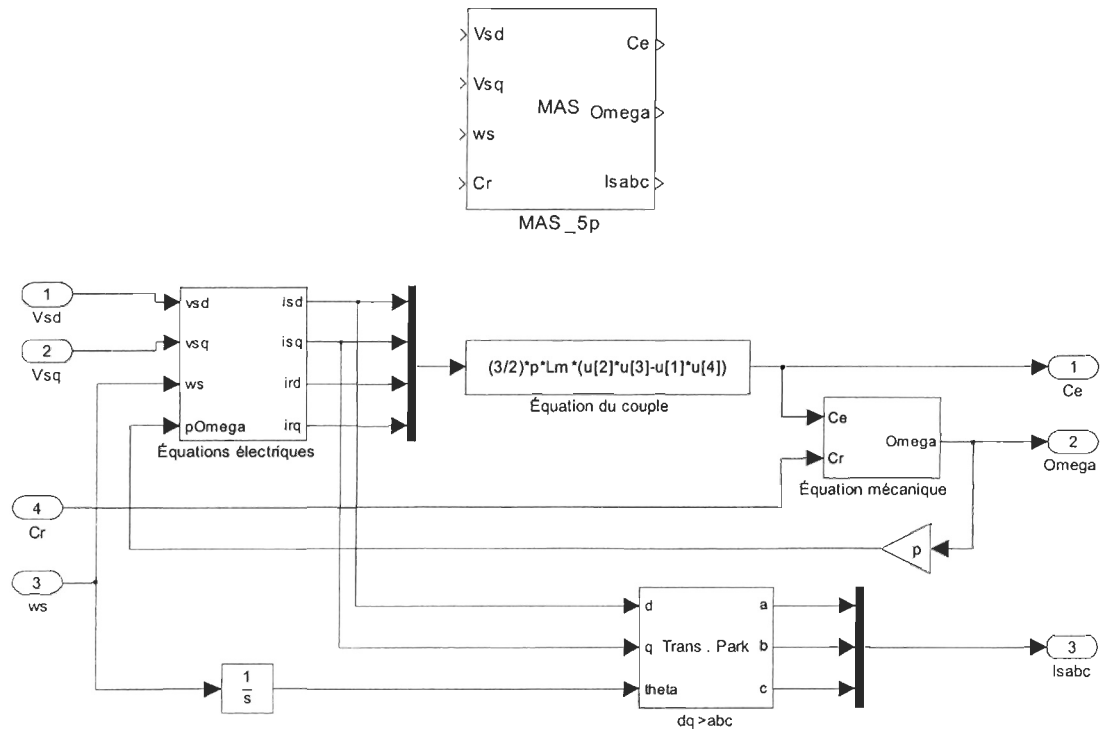 Vsd
Vsq
ws
Cr
MAS
Ce
Omega
Isabc
MAS_5p
1
Vsd
2
Vsq
vsd
vsq
ws
pOmega
isd
isq
ird
irq
Équations électriques
(3/2)*p*Lm*(u[2]*u[3]-u[1]*u[4])
Équation du couple
1
Ce
Ce
Cr
Omega
Équation mécanique
2
Omega
4
Cr
p
3
ws
1
s
d
q
theta
Trans . Park
a
b
c
dq>abc
3
Isabc